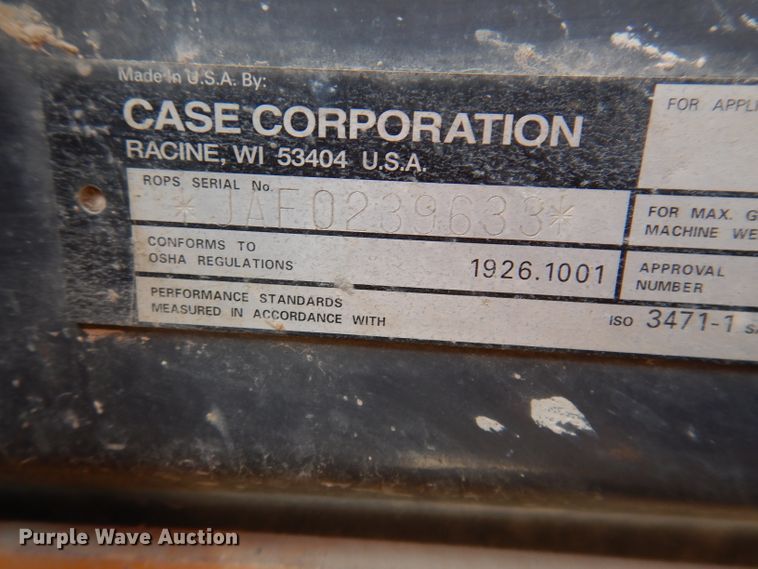 Made in U.S.A. By:
CASE CORPORATION
RACINE, WI 53404 U.S.A.
ROPS SERIAL No.
*JAF0239633*
CONFORMS TO
OSHA REGULATIONS 1926.1001
PERFORMANCE STANDARDS
MEASURED IN ACCORDANCE WITH ISO 3471-1
FOR APPLI
FOR MAX. G
MACHINE WE
APPROVAL
NUMBER
Purple Wave Auction